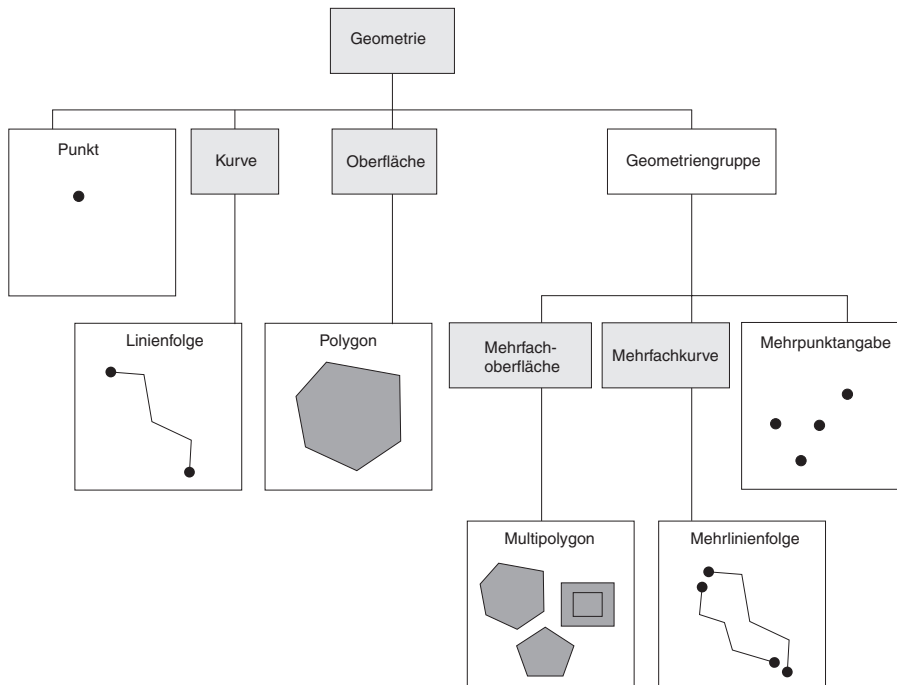 Geometrie
Punkt
Kurve
Oberfläche
Geometriengruppe
Linienfolge
Polygon
Mehrfach-
oberfläche
Mehrfachkurve
Mehrpunktangabe
Multipolygon
Mehrlinienfolge